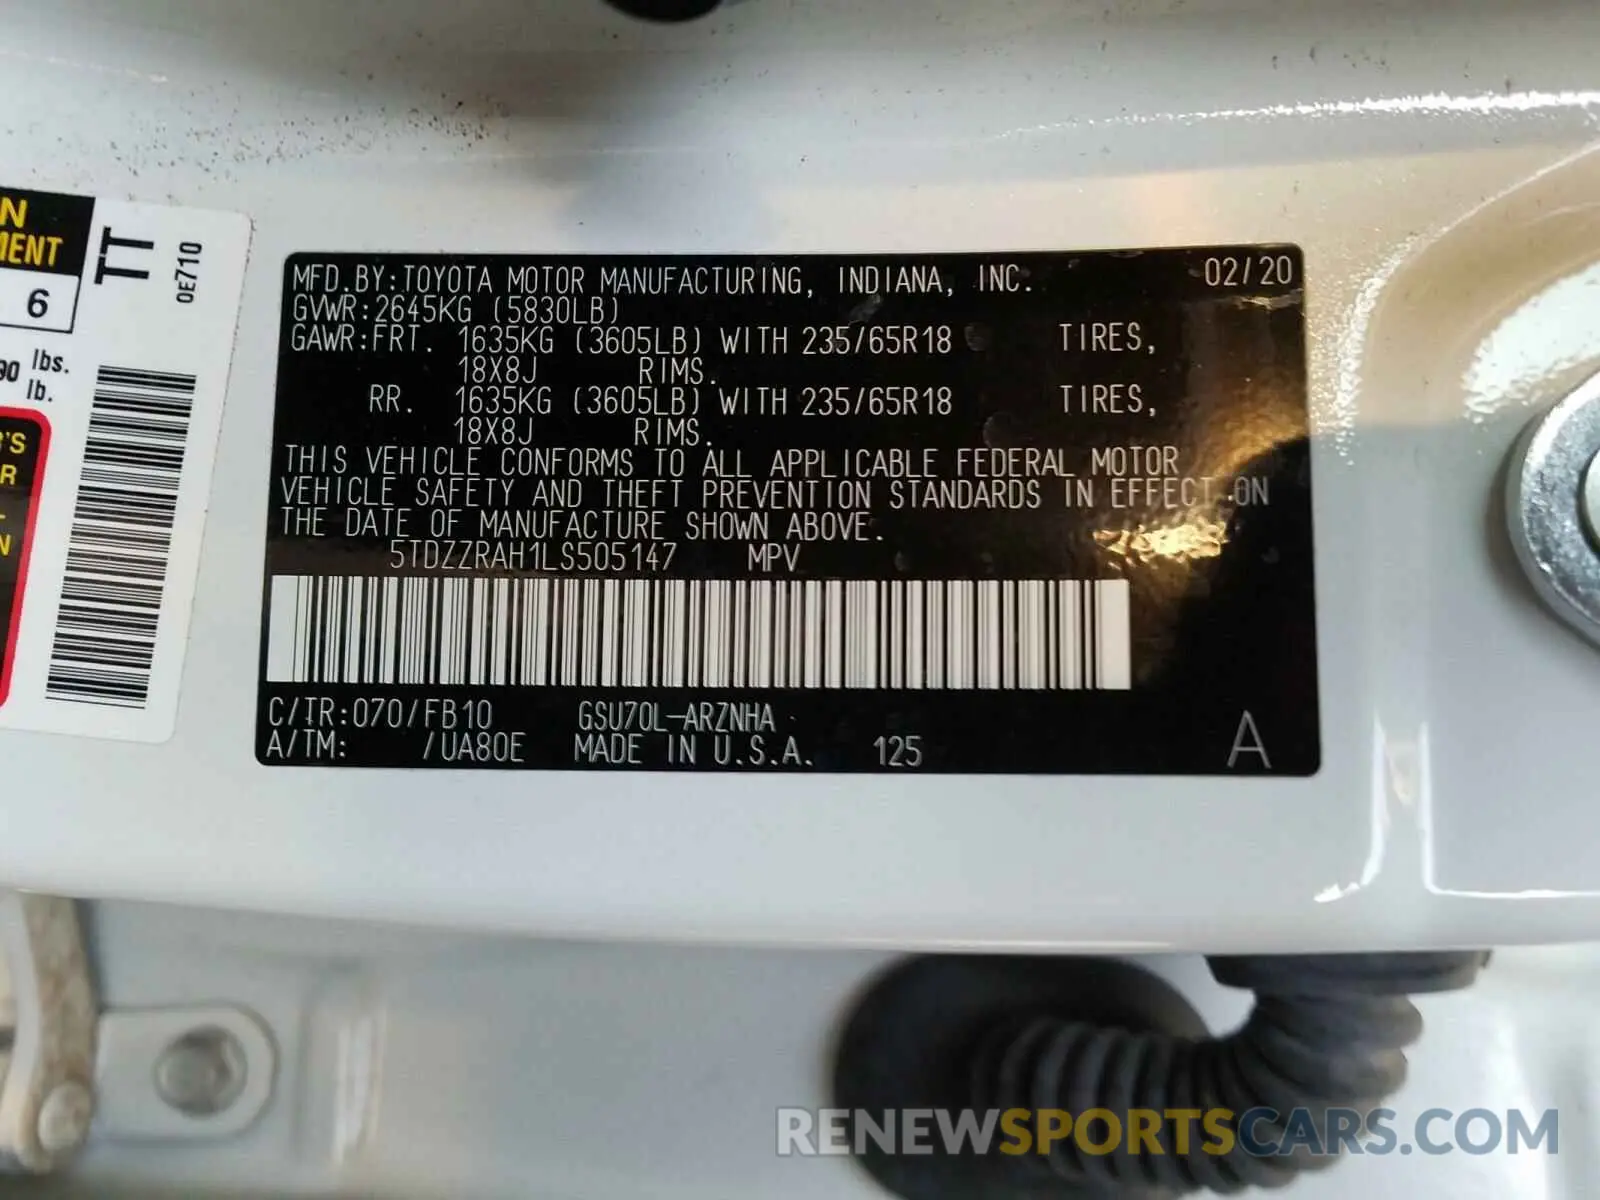 N
MENT
6
lbs.
lb.
TT
0E710
'S
R
N
MFD.BY:TOYOTA MOTOR MANUFACTURING, INDIANA, INC. 02/20
GVWR:2645KG (5830LB)
GAWR:FRT. 1635KG (3605LB) WITH 235/65R18 TIRES,
18X8J RIMS.
RR. 1635KG (3605LB) WITH 235/65R18 TIRES,
18X8J RIMS.
THIS VEHICLE CONFORMS TO ALL APPLICABLE FEDERAL MOTOR
VEHICLE SAFETY AND THEFT PREVENTION STANDARDS IN EFFECT ON
THE DATE OF MANUFACTURE SHOWN ABOVE.
5TDZZRAH1LS505147 MPV
C/TR:070/FB10 GSU70L-ARZNHA
A/TM: /UA80E MADE IN U.S.A. 125 A
RENEWSPORTSCARS.COM